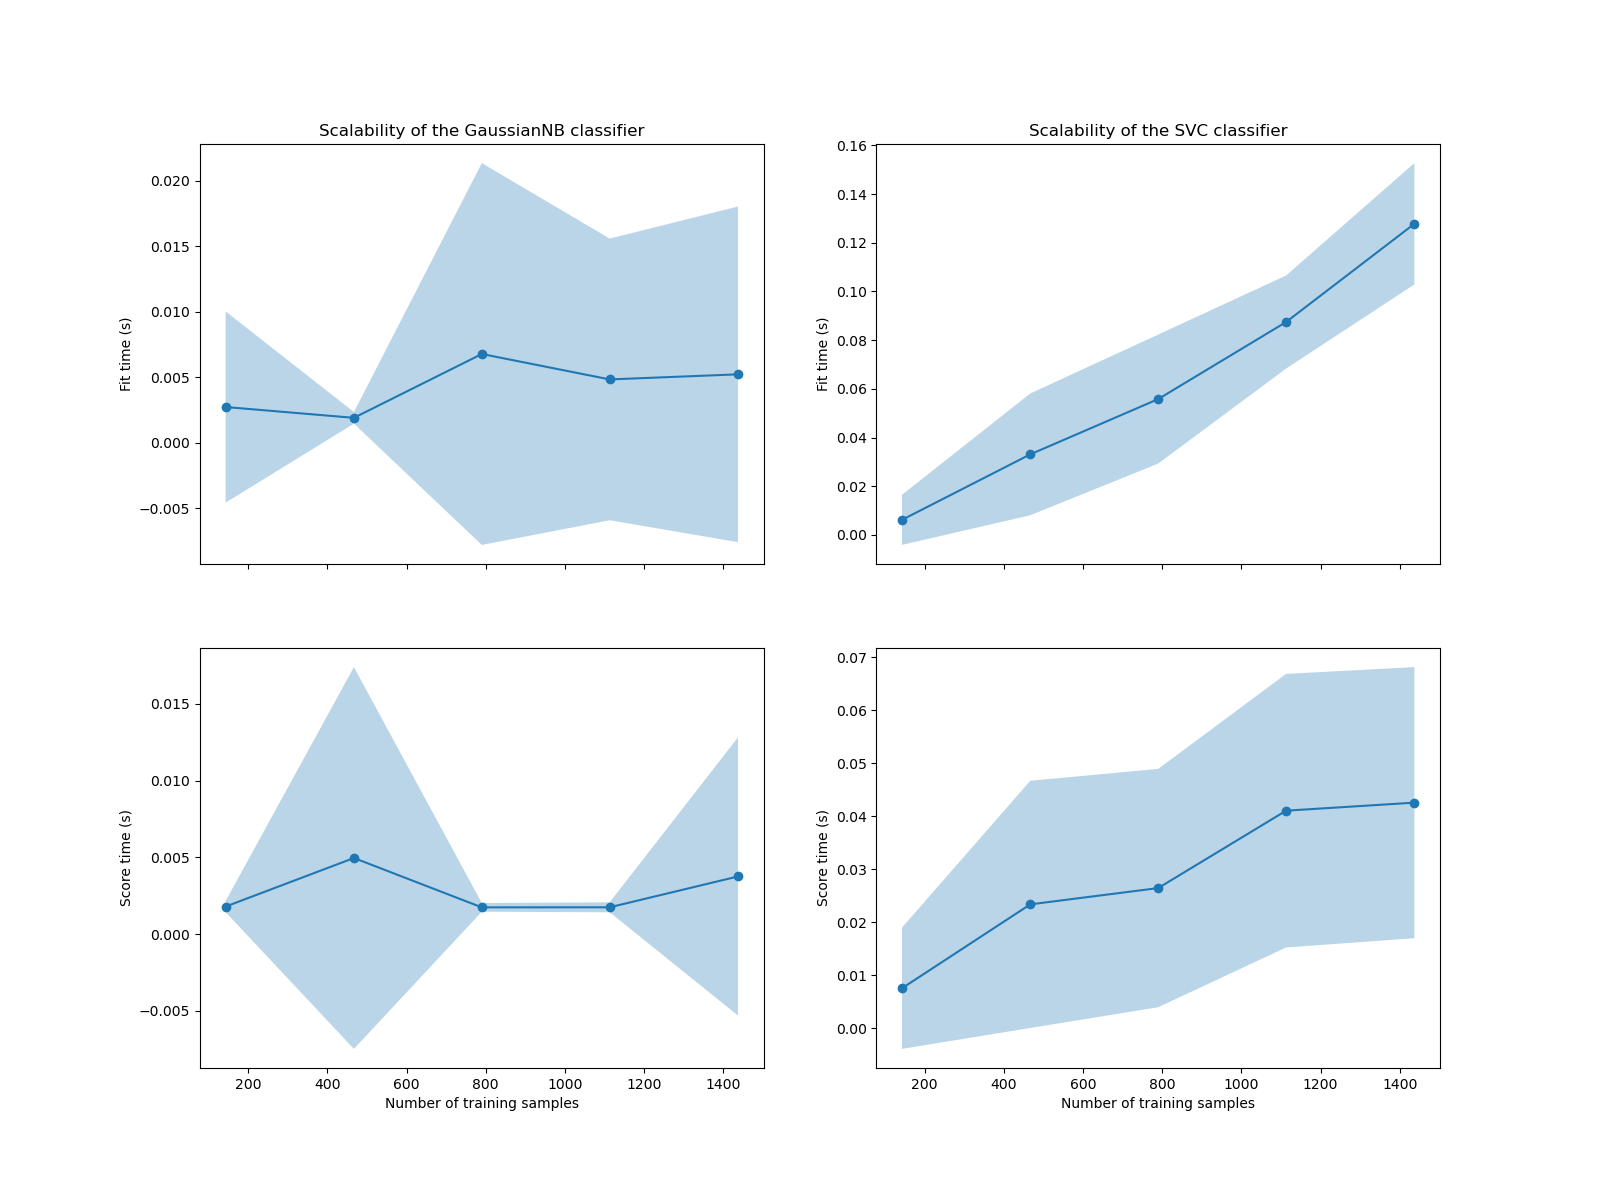 Scalability of the GaussianNB classifier
Scalability of the SVC classifier
0.020
0.015
0.010
0.005
0.000
−0.005
Fit time (s)
0.16
0.14
0.12
0.10
0.08
0.06
0.04
0.02
0.00
Fit time (s)
0.015
0.010
0.005
0.000
−0.005
Score time (s)
200 400 600 800 1000 1200 1400
Number of training samples
0.07
0.06
0.05
0.04
0.03
0.02
0.01
0.00
Score time (s)
200 400 600 800 1000 1200 1400
Number of training samples